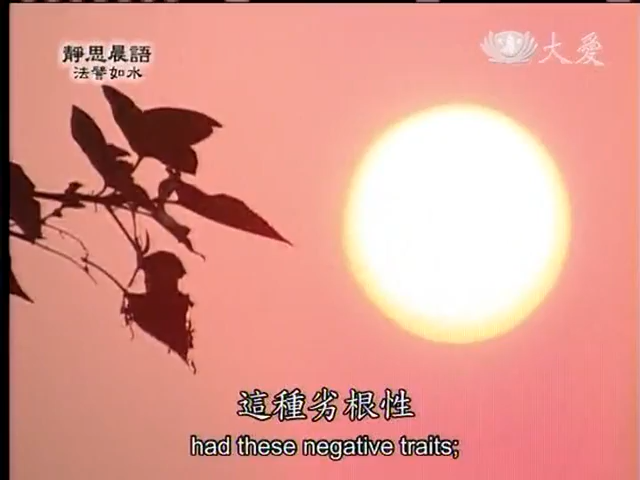 靜思晨語
法譬如水
大愛
這種劣根性
had these negative traits;